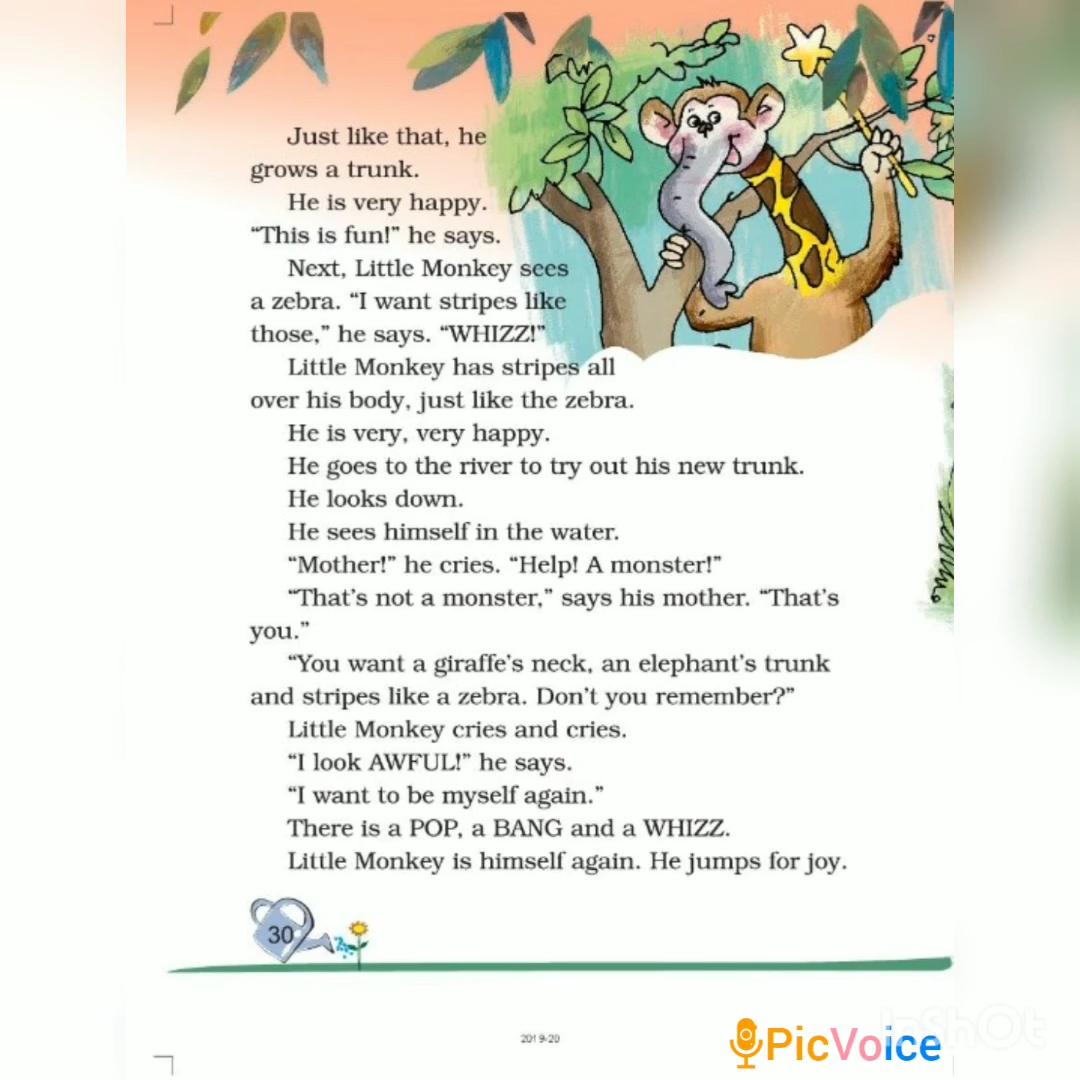 Just like that, he
grows a trunk.
He is very happy.
“This is fun!” he says.
Next, Little Monkey sees
a zebra. “I want stripes like
those,” he says. “WHIZZ!”
Little Monkey has stripes all
over his body, just like the zebra.
He is very, very happy.
He goes to the river to try out his new trunk.
He looks down.
He sees himself in the water.
“Mother!” he cries. “Help! A monster!”
“That’s not a monster,” says his mother. “That’s
you.”
“You want a giraffe’s neck, an elephant’s trunk
and stripes like a zebra. Don’t you remember?”
Little Monkey cries and cries.
“I look AWFUL!” he says.
“I want to be myself again.”
There is a POP, a BANG and a WHIZZ.
Little Monkey is himself again. He jumps for joy.
30
2019-20
InShOt
PicVoice